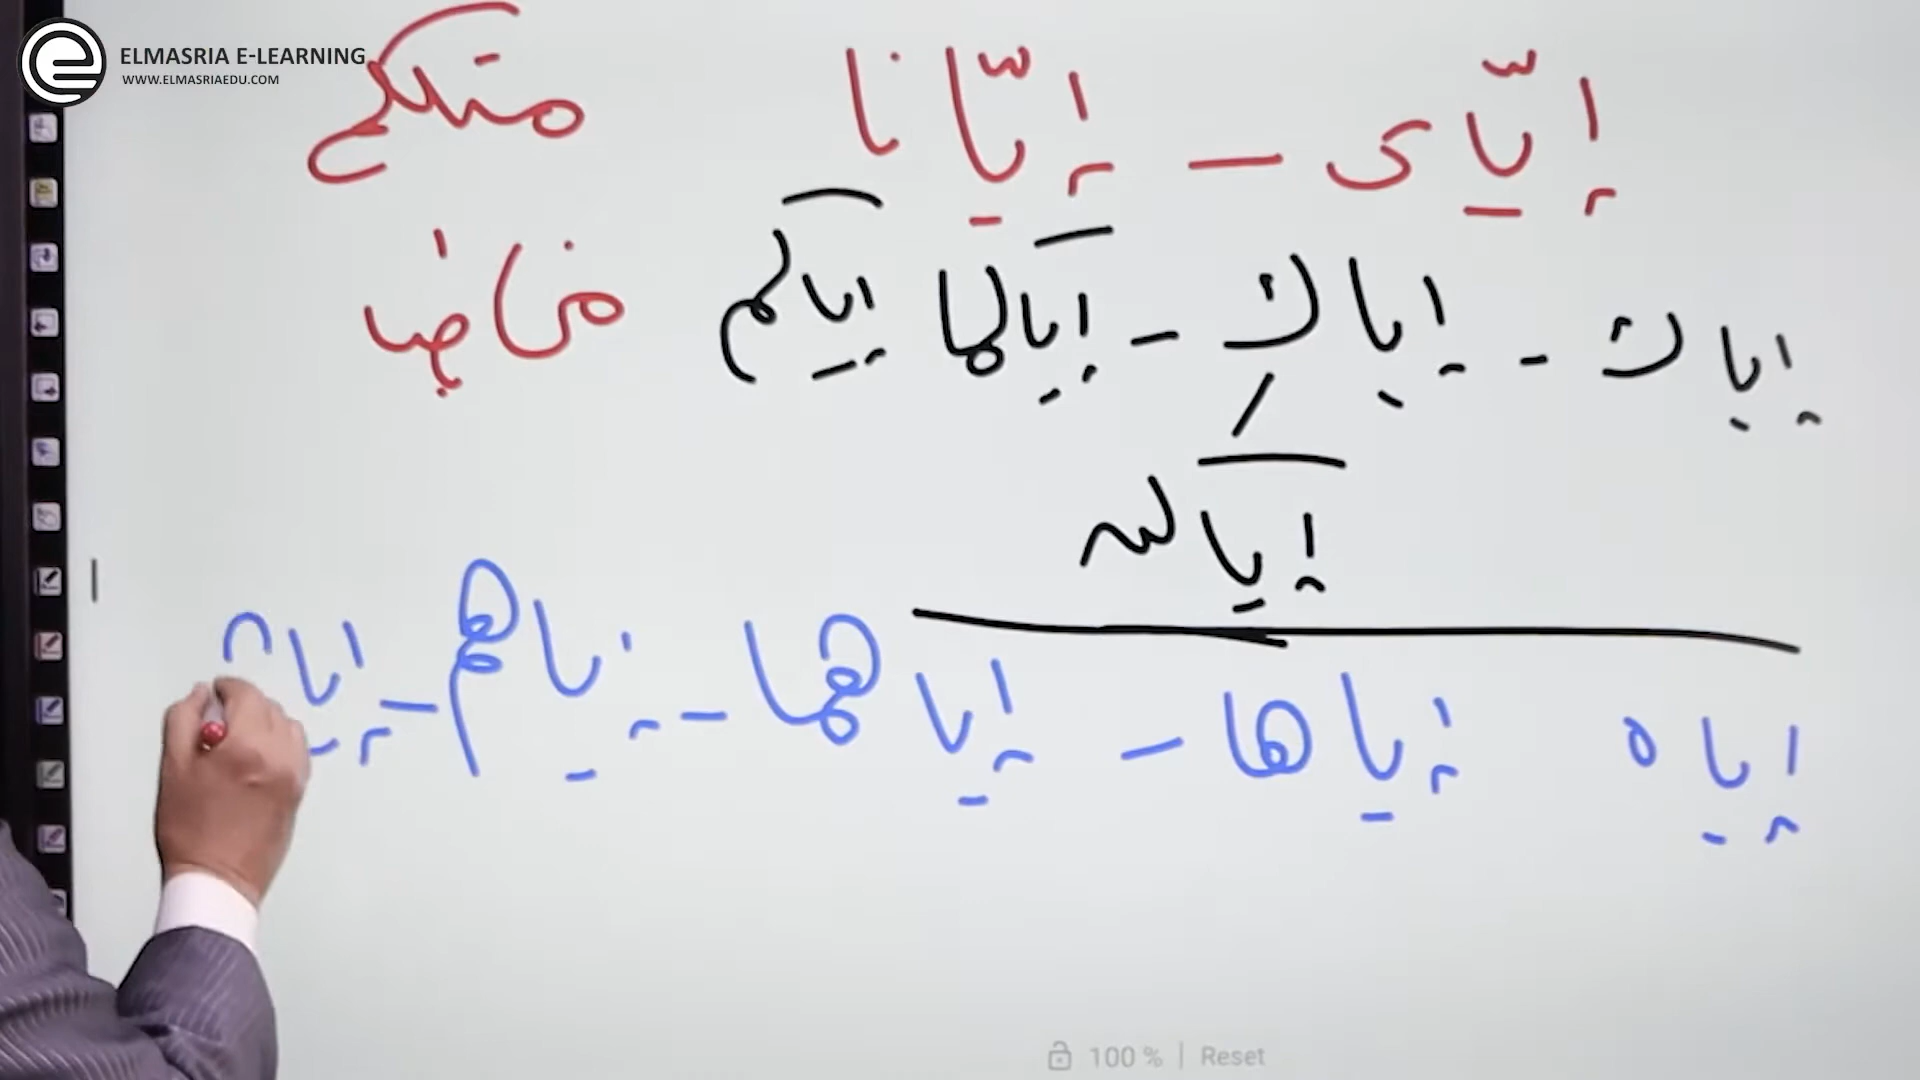 ELMASRIA E-LEARNING
WWW.ELMASRIAEDU.COM
إيّاى – إيّانا متكلم
إياك - إياك - إياكما إياكم مخاطب
إياكن
إياه إياها – إياهما – إياهم –
100 % | Reset